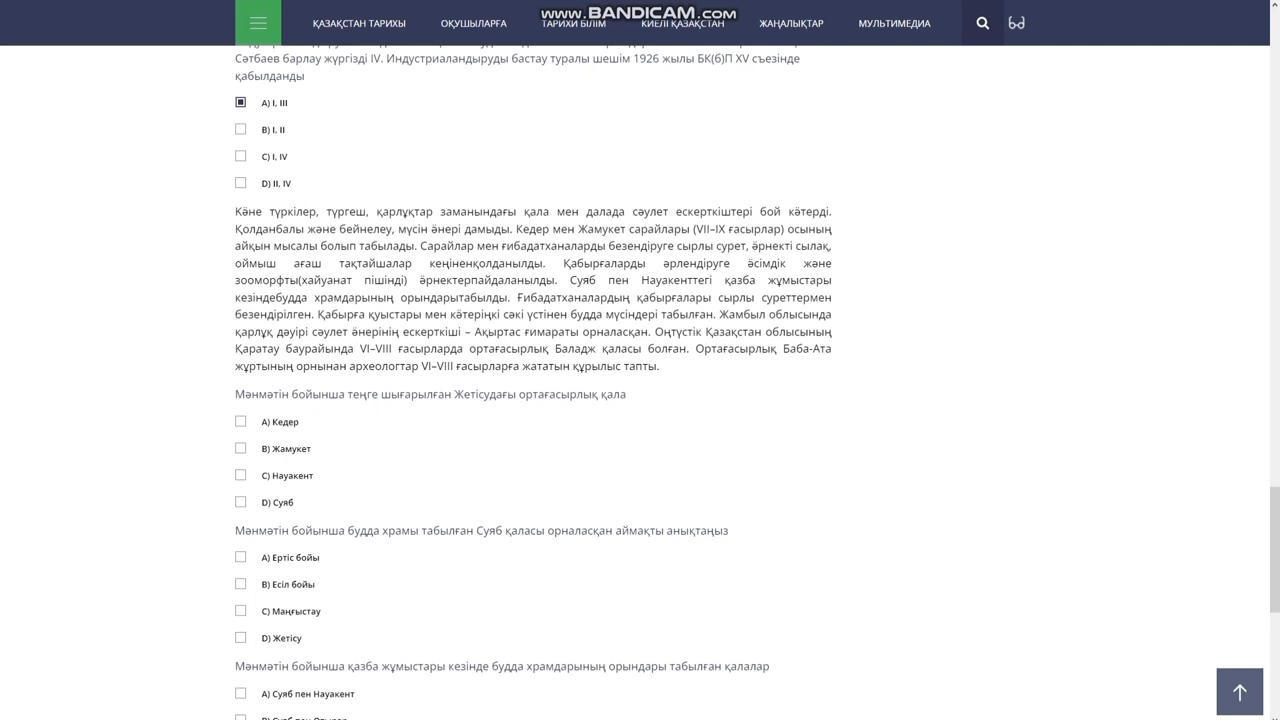 www.BANDICAM.com
ҚАЗАҚСТАН ТАРИХЫ ОҚУШЫЛАРҒА ТАРИХИ БІЛІМ КИЕЛІ ҚАЗАҚСТАН ЖАҢАЛЫҚТАР МУЛЬТИМЕДИА
Сәтбаев барлау жүргізді IV. Индустриаландыруды бастау туралы шешім 1926 жылы БК(б)П XV съезінде
қабылданды
A) I, III
B) I, II
C) I, IV
D) II, IV
Көне түркілер, түргеш, қарлұқтар заманындағы қала мен далада сәулет ескерткіштері бой көтерді.
Қолданбалы және бейнелеу, мүсін өнері дамыды. Кедер мен Жамукет сарайлары (VII–IX ғасырлар) осының
айқын мысалы болып табылады. Сарайлар мен ғибадатханаларды безендіруге сырлы сурет, әрнекті сылақ,
оймыш ағаш тақтайшалар кеңіненқолданылды. Қабырғаларды әрлендіруге өсімдік және
зооморфты(хайуанат пішінді) әрнектерпайдаланылды. Суяб пен Науакенттегі қазба жұмыстары
кезіндебудда храмдарының орындарытабылды. Ғибадатханалардың қабырғалары сырлы суреттермен
безендірілген. Қабырға қуыстары мен көтеріңкі сәкі үстінен будда мүсіндері табылған. Жамбыл облысында
қарлұқ дәуірі сәулет өнерінің ескерткіші – Ақыртас ғимараты орналасқан. Оңтүстік Қазақстан облысының
Қаратау баурайында VI–VIII ғасырларда ортағасырлық Баладж қаласы болған. Ортағасырлық Баба-Ата
жұртының орнынан археологтар VI–VIII ғасырларға жататын құрылыс тапты.
Мәнмәтін бойынша теңге шығарылған Жетісудағы ортағасырлық қала
A) Кедер
B) Жамукет
C) Науакент
D) Суяб
Мәнмәтін бойынша будда храмы табылған Суяб қаласы орналасқан аймақты анықтаңыз
A) Ертіс бойы
B) Есіл бойы
C) Маңғыстау
D) Жетісу
Мәнмәтін бойынша қазба жұмыстары кезінде будда храмдарының орындары табылған қалалар
A) Суяб пен Науакент